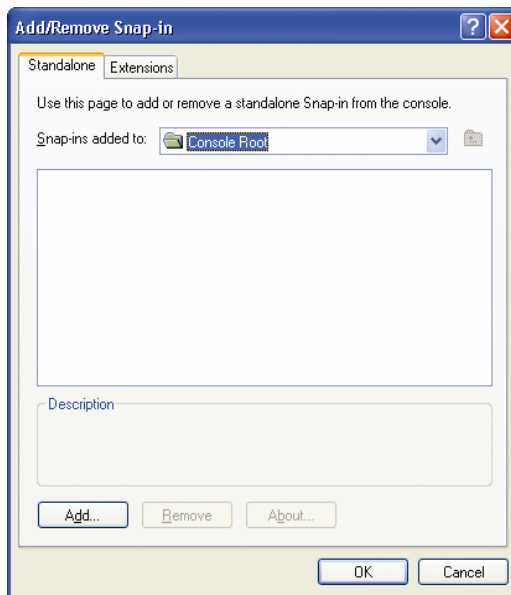 Add/Remove Snap-in
Standalone Extensions
Use this page to add or remove a standalone Snap-in from the console.
Snap-ins added to: Console Root
Description
Add... Remove About...
OK Cancel